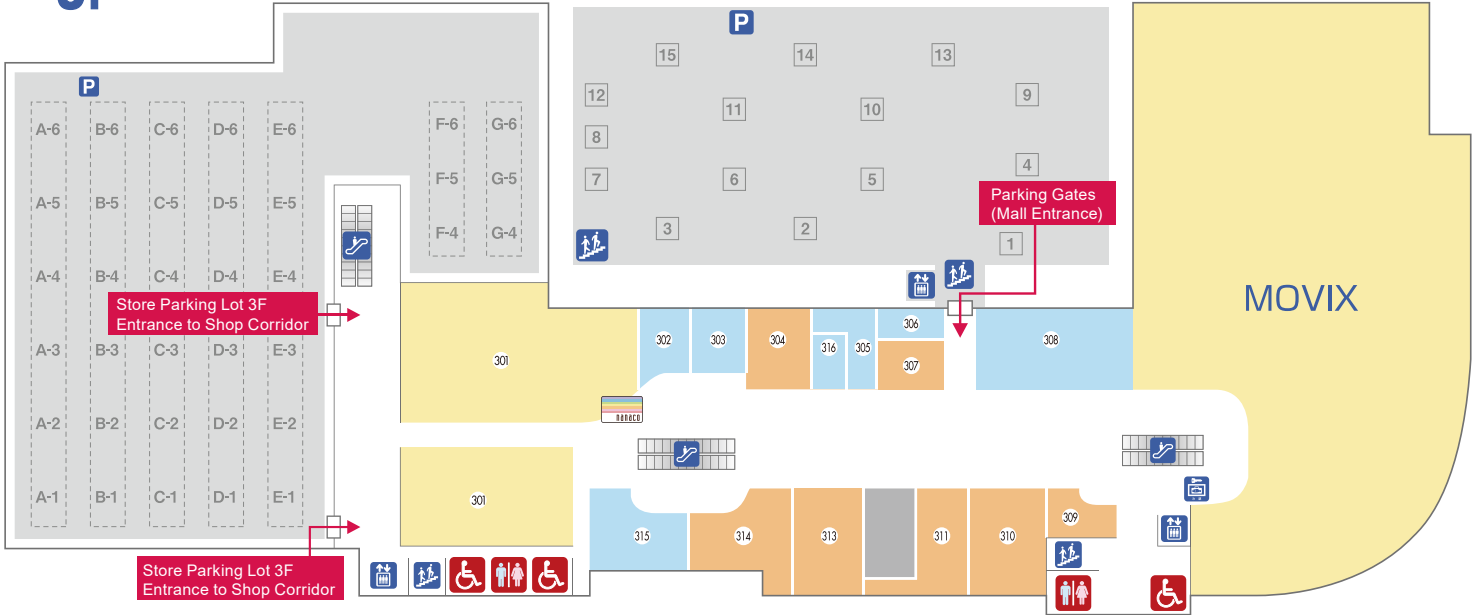 3F
P
P
15
14
13
12
11
10
9
8
7
6
5
4
3
2
1
A-6 B-6 C-6 D-6 E-6 F-6 G-6
A-5 B-5 C-5 D-5 E-5 F-5 G-5
A-4 B-4 C-4 D-4 E-4 F-4 G-4
A-3 B-3 C-3 D-3 E-3
A-2 B-2 C-2 D-2 E-2
A-1 B-1 C-1 D-1 E-1
Parking Gates
(Mall Entrance)
Store Parking Lot 3F
Entrance to Shop Corridor
MOVIX
301
302
303
304
316
305
306
307
308
nanaco
301
315
314
313
311
310
309
Store Parking Lot 3F
Entrance to Shop Corridor